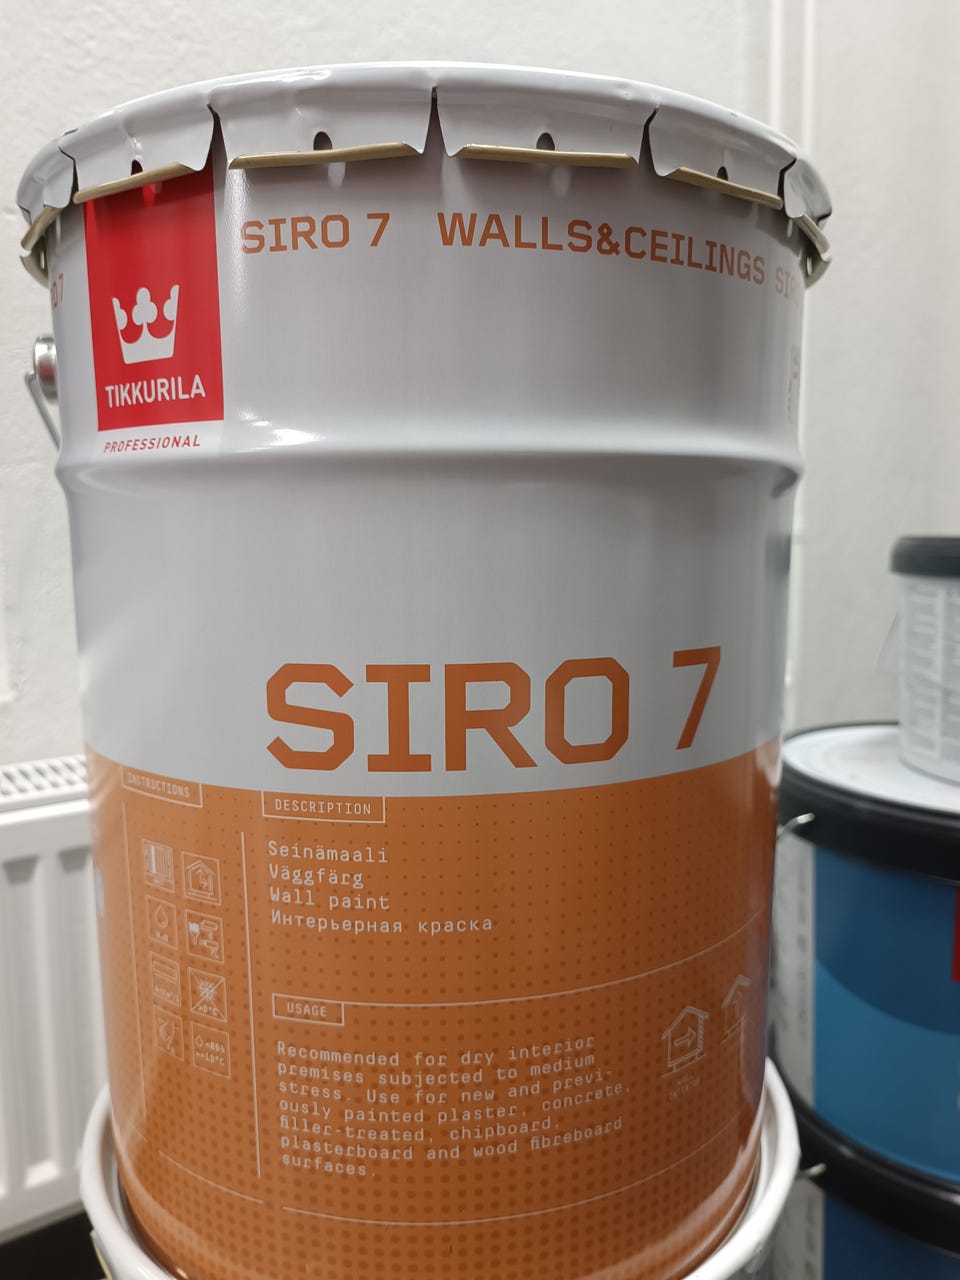 SIRO 7 WALLS&CEILINGS
TIKKURILA
PROFESSIONAL
SIRO 7
INSTRUCTIONS
DESCRIPTION
Seinämaali
Väggfärg
Wall paint
Интерьерная краска
USAGE
Recommended for dry interior
premises subjected to medium
stress. Use for new and previ-
ously painted plaster, concrete,
filler-treated, chipboard,
plasterboard and wood fibreboard
surfaces.